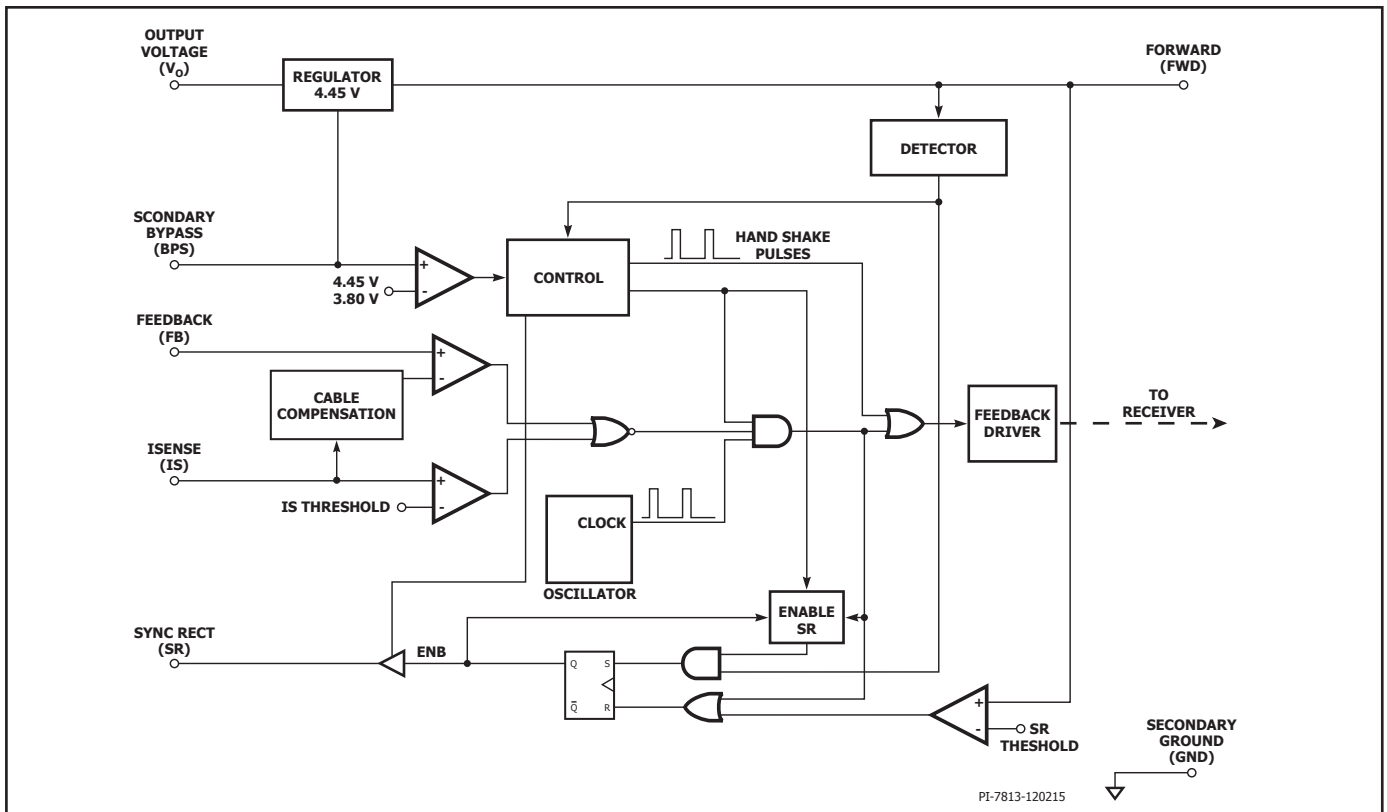 OUTPUT
VOLTAGE
(VO)
REGULATOR
4.45 V
FORWARD
(FWD)
DETECTOR
SCONDARY
BYPASS
(BPS)
+
-
4.45 V
3.80 V
CONTROL
HAND SHAKE
PULSES
FEEDBACK
(FB)
+
-
CABLE
COMPENSATION
FEEDBACK
DRIVER
TO
RECEIVER
ISENSE
(IS)
+
-
IS THRESHOLD
CLOCK
OSCILLATOR
ENABLE
SR
SYNC RECT
(SR)
ENB
Q
S
Q
R
+
-
SR
THESHOLD
SECONDARY
GROUND
(GND)
PI-7813-120215